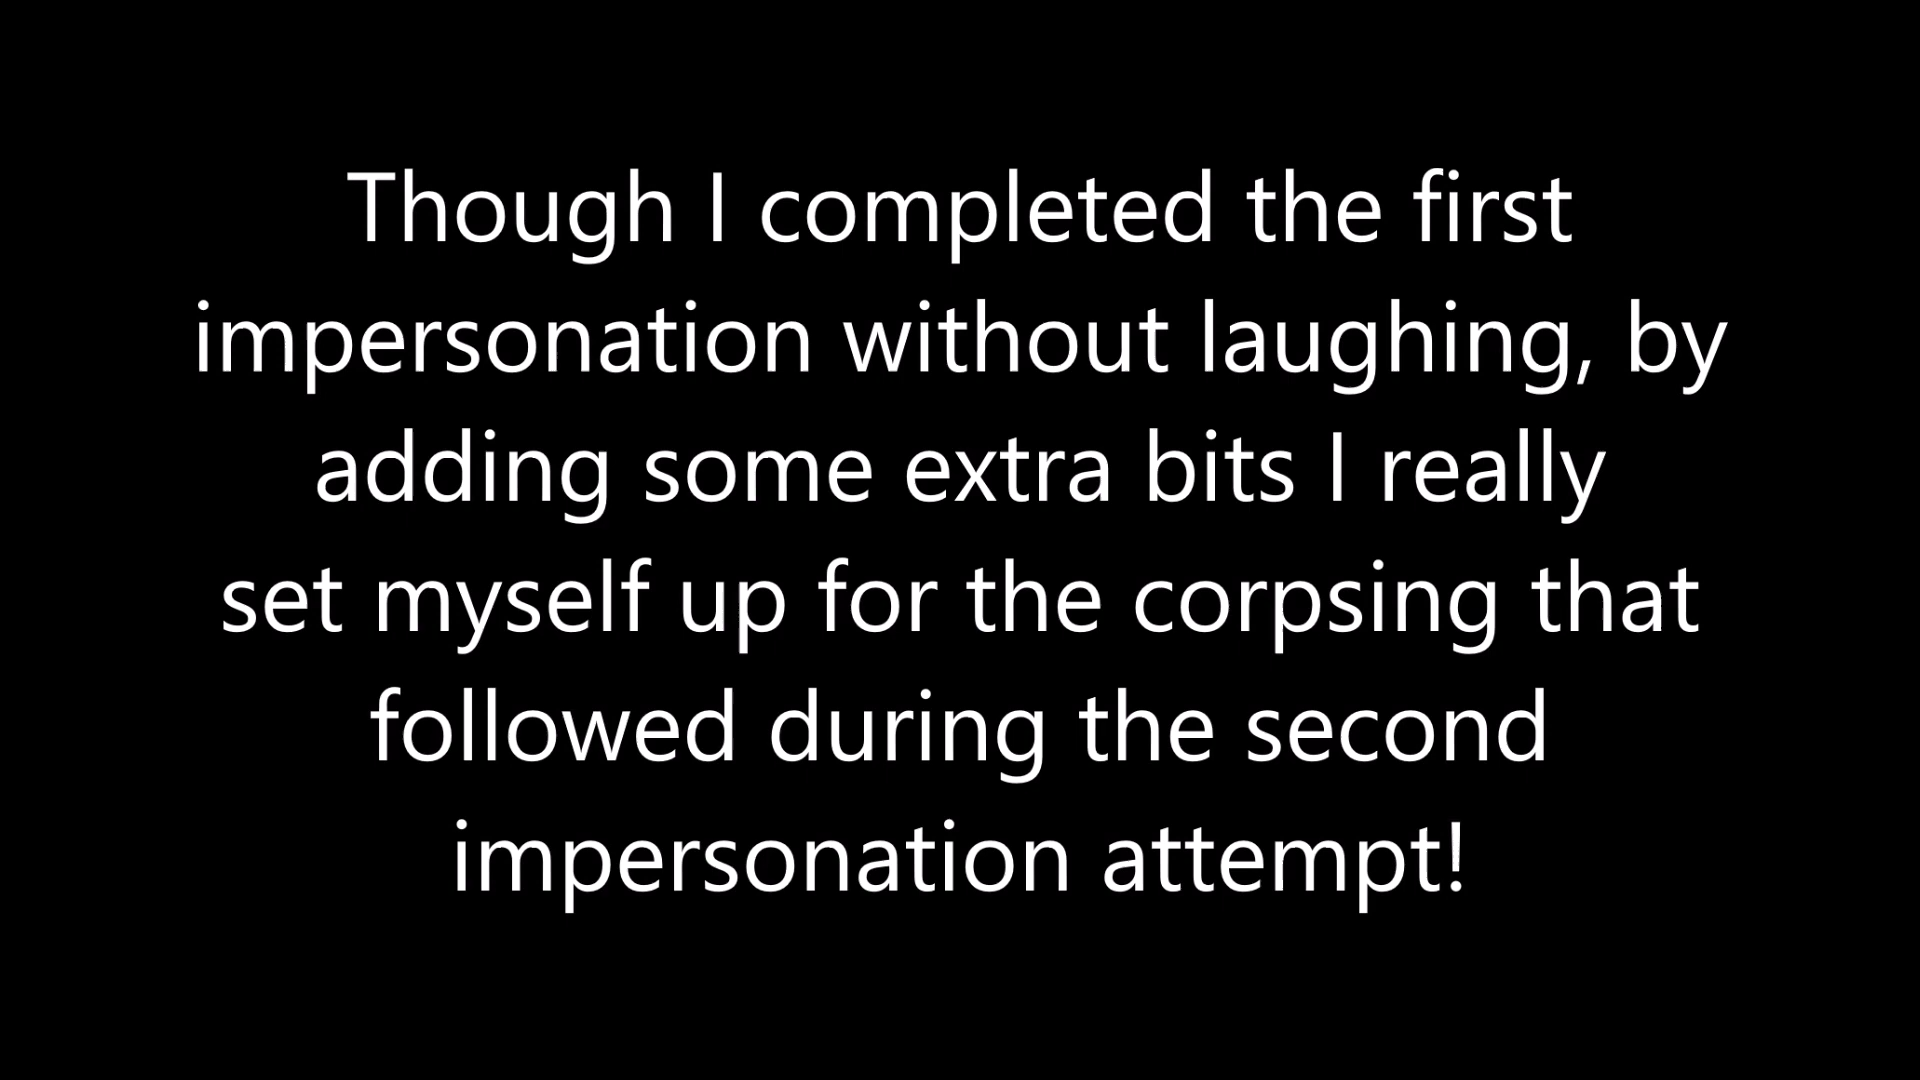 Though I completed the first
impersonation without laughing, by
adding some extra bits I really
set myself up for the corpsing that
followed during the second
impersonation attempt!